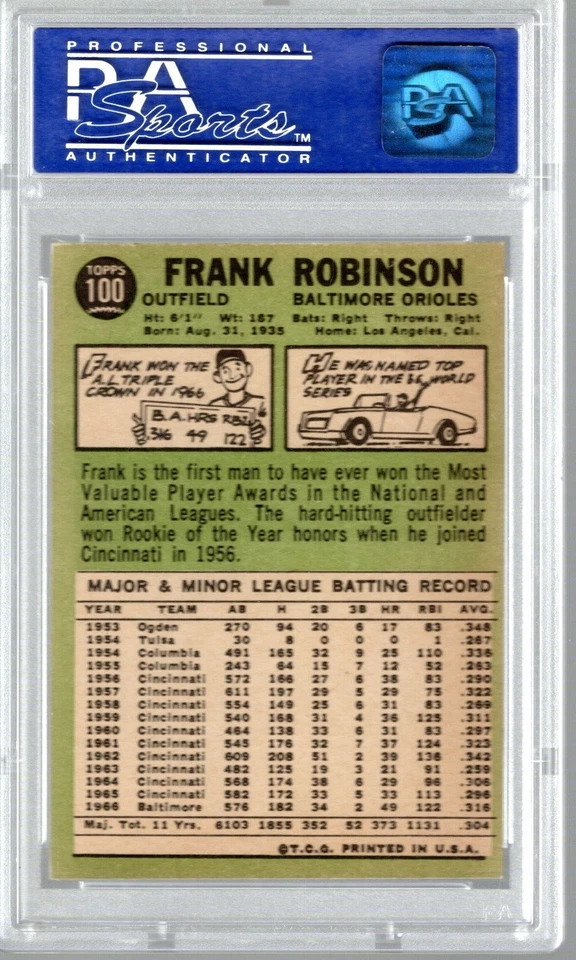 PROFESSIONAL
PSA
Sports™
AUTHENTICATOR
PSA
TOPPS
100
FRANK ROBINSON
OUTFIELD BALTIMORE ORIOLES
Ht: 6'1" Wt: 187 Bats: Right Throws: Right
Born: Aug. 31, 1935 Home: Los Angeles, Cal.
FRANK WON THE
A.L. TRIPLE
CROWN IN 1966
B.A. HRS RBI
.316 49 122
HE WAS NAMED TOP
PLAYER IN THE 66 WORLD
SERIES
Frank is the first man to have ever won the Most
Valuable Player Awards in the National and
American Leagues. The hard-hitting outfielder
won Rookie of the Year honors when he joined
Cincinnati in 1956.
MAJOR & MINOR LEAGUE BATTING RECORD
YEAR TEAM AB H 2B 3B HR RBI AVG.
1953 Ogden 270 94 20 6 17 83 .348
1954 Tulsa 30 8 0 0 0 1 .267
1954 Columbia 491 165 32 9 25 110 .336
1955 Columbia 243 64 15 7 12 52 .263
1956 Cincinnati 572 166 27 6 38 83 .290
1957 Cincinnati 611 197 29 5 29 75 .322
1958 Cincinnati 554 149 25 6 31 83 .269
1959 Cincinnati 540 168 31 4 36 125 .311
1960 Cincinnati 464 138 33 6 31 83 .297
1961 Cincinnati 545 176 32 7 37 124 .323
1962 Cincinnati 609 208 51 2 39 136 .342
1963 Cincinnati 482 125 19 3 21 91 .259
1964 Cincinnati 568 174 38 6 29 96 .306
1965 Cincinnati 582 172 33 5 33 113 .296
1966 Baltimore 576 182 34 2 49 122 .316
Maj. Tot. 11 Yrs. 6103 1855 352 52 373 1131 .304
©T.C.G. PRINTED IN U.S.A.
PSA